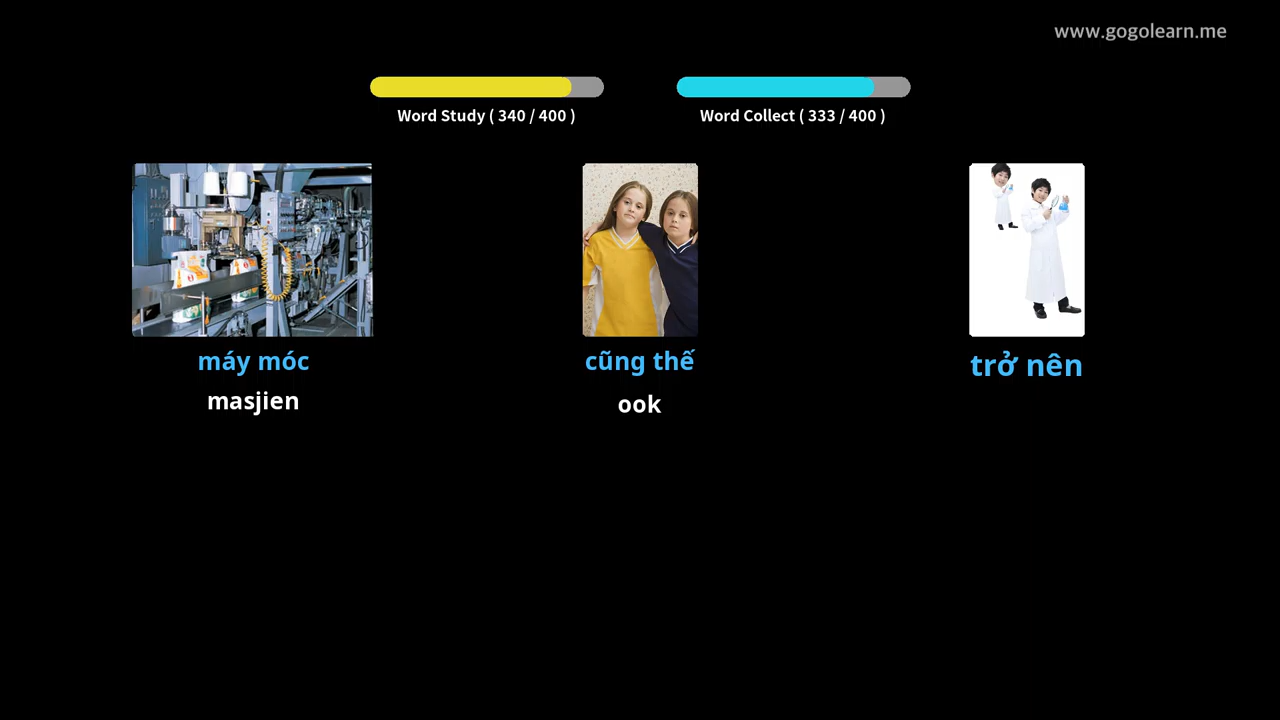 www.gogolearn.me
Word Study ( 340 / 400 )
Word Collect ( 333 / 400 )
máy móc
masjien
cũng thế
ook
trở nên